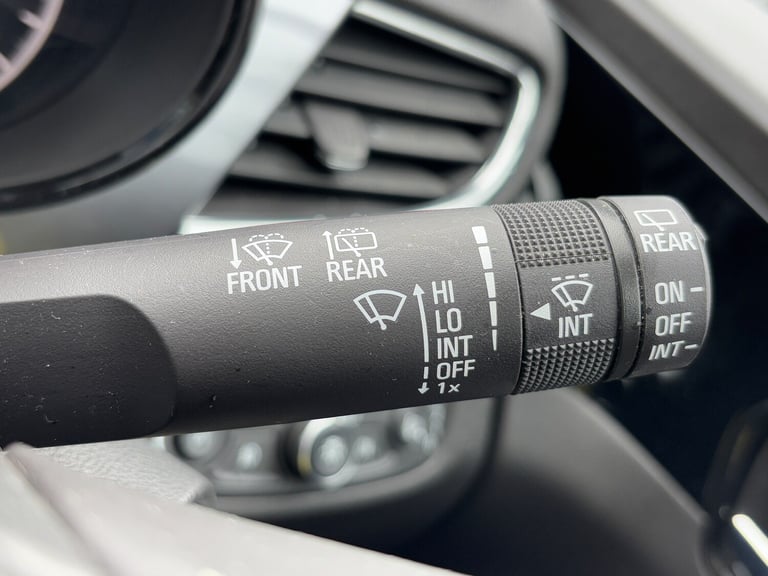 FRONT
REAR
HI
LO
INT
OFF
1x
INT
REAR
ON
OFF
INT